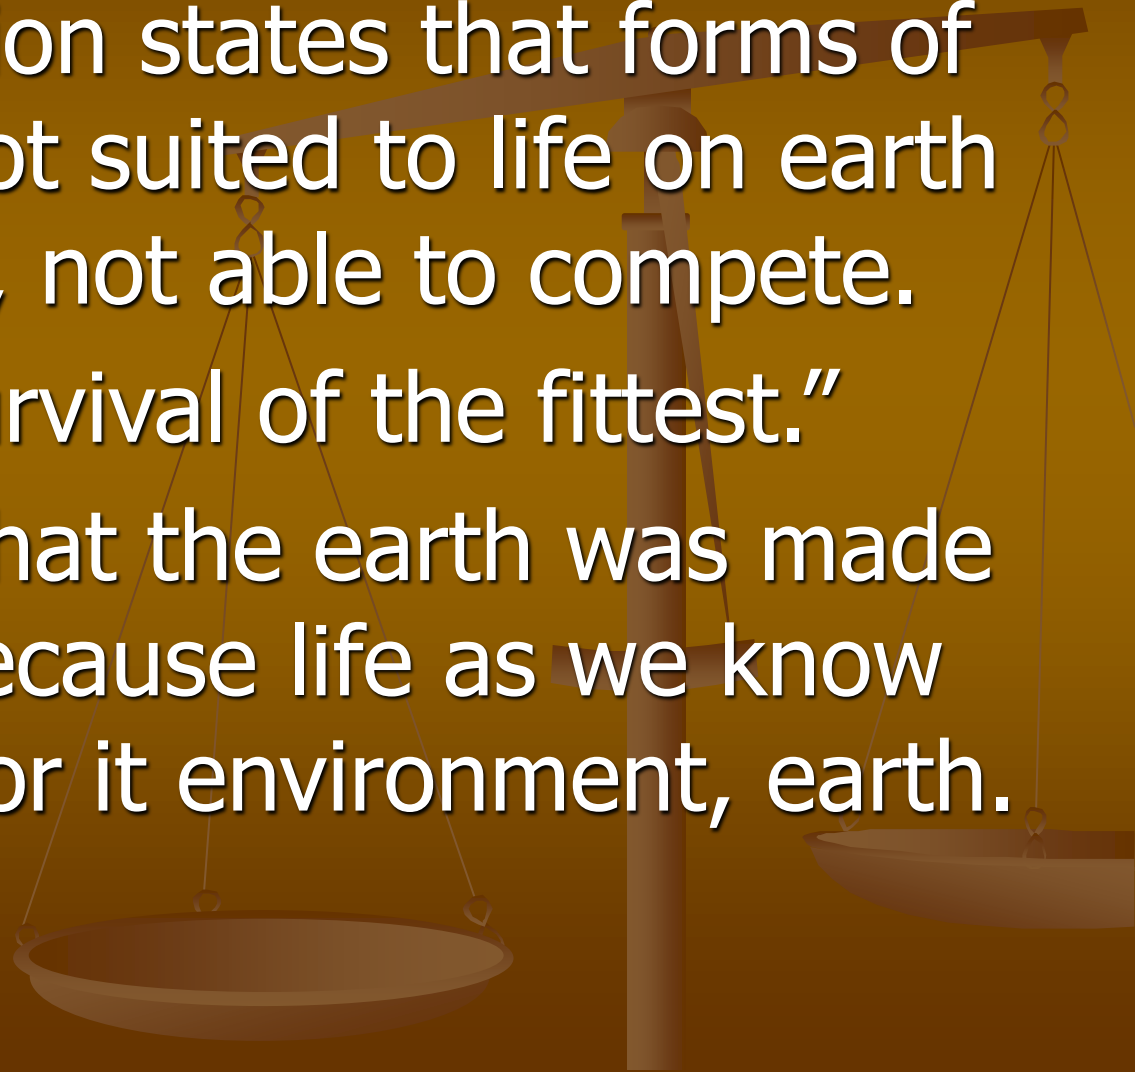 ion states that forms of
ot suited to life on earth
, not able to compete.
rvival of the fittest.”
hat the earth was made
ecause life as we know
or it environment, earth.